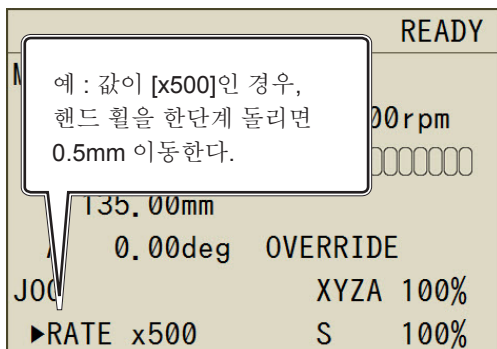 READY
예 : 값이 [x500]인 경우,
핸드 휠을 한단계 돌리면
0.5mm 이동한다.
rpm
135.00mm
0.00deg OVERRIDE
XYZA 100%
▶RATE x500 S 100%